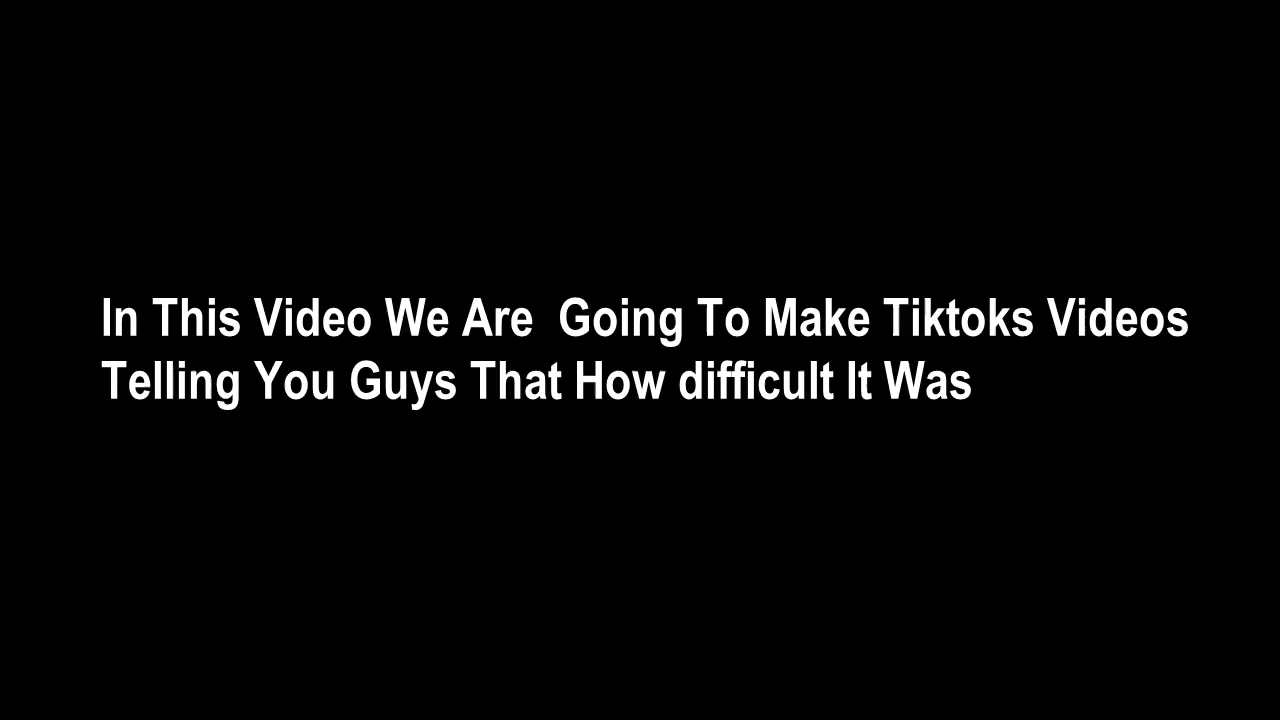 In This Video We Are  Going To Make Tiktoks Videos
Telling You Guys That How difficult It Was